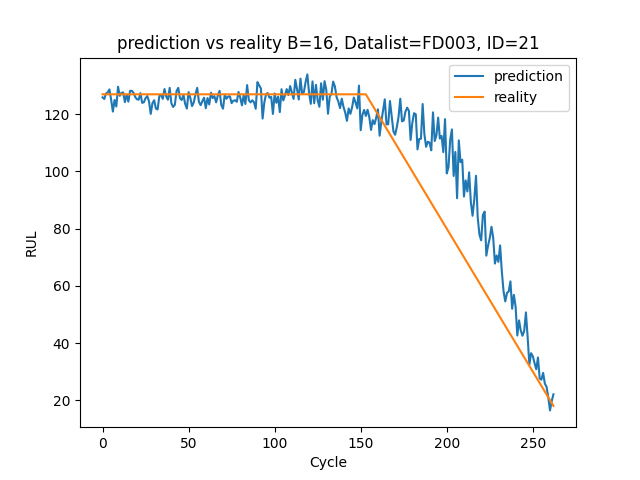 prediction vs reality B=16, Datalist=FD003, ID=21
prediction
reality
RUL
120
100
80
60
40
20
0 50 100 150 200 250
Cycle